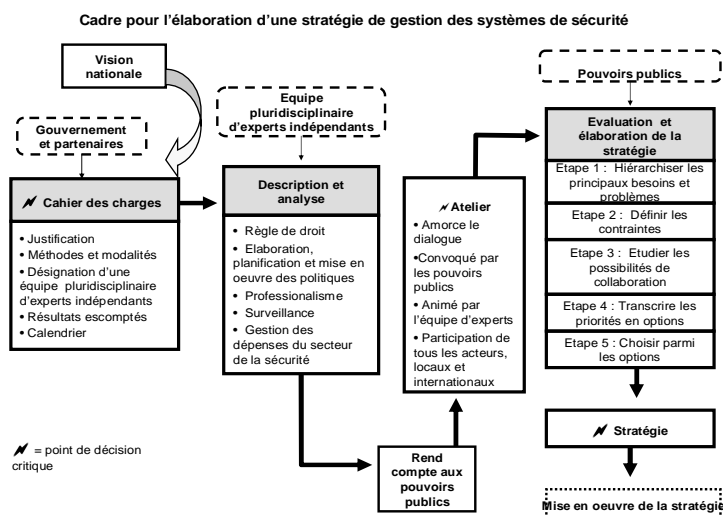 Cadre pour l'élaboration d'une stratégie de gestion des systèmes de sécurité
Vision
nationale
Gouvernement
et partenaires
Cahier des charges
• Justification
• Méthodes et modalités
• Désignation d'une
équipe pluridisciplinaire
d'experts indépendants
• Résultats escomptés
• Calendrier
= point de décision
critique
Equipe
pluridisciplinaire
d'experts indépendants
Description et
analyse
• Règle de droit
• Elaboration,
planification et mise en
oeuvre des politiques
• Professionalisme
• Surveillance
• Gestion des
dépenses du secteur
de la sécurité
Rend
compte aux
pouvoirs
publics
Atelier
• Amorce le
dialogue
•Convoqué par
les pouvoirs
publics
• Animé par
l'équipe d'experts
• Participation de
tous les acteurs,
locaux et
internationaux
Pouvoirs publics
Evaluation et
élaboration de la
stratégie
Etape 1 : Hiérarchiser les
principaux besoins et
problèmes
Etape 2 : Définir les
contraintes
Etape 3 : Etudier les
possibilités de
collaboration
Etape 4 : Transcrire les
priorités en options
Etape 5 : Choisir parmi
les options
Stratégie
Mise en oeuvre de la stratégie